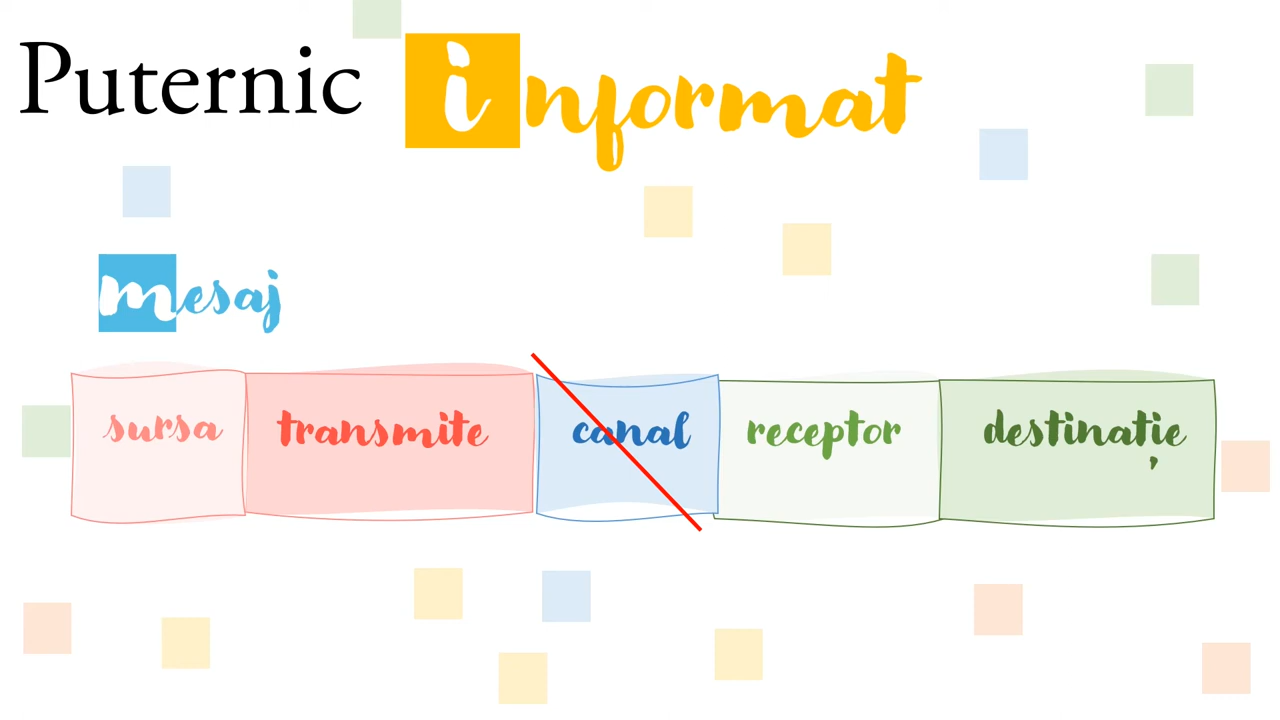 Puternic informat
mesaj
sursa transmite canal receptor destinație